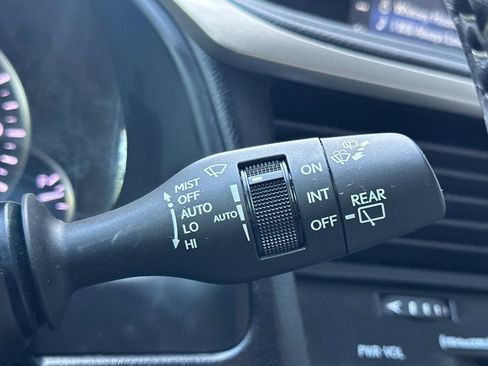 MIST
OFF
AUTO
LO
HI
AUTO
ON
INT
OFF
REAR
PWR·VOL